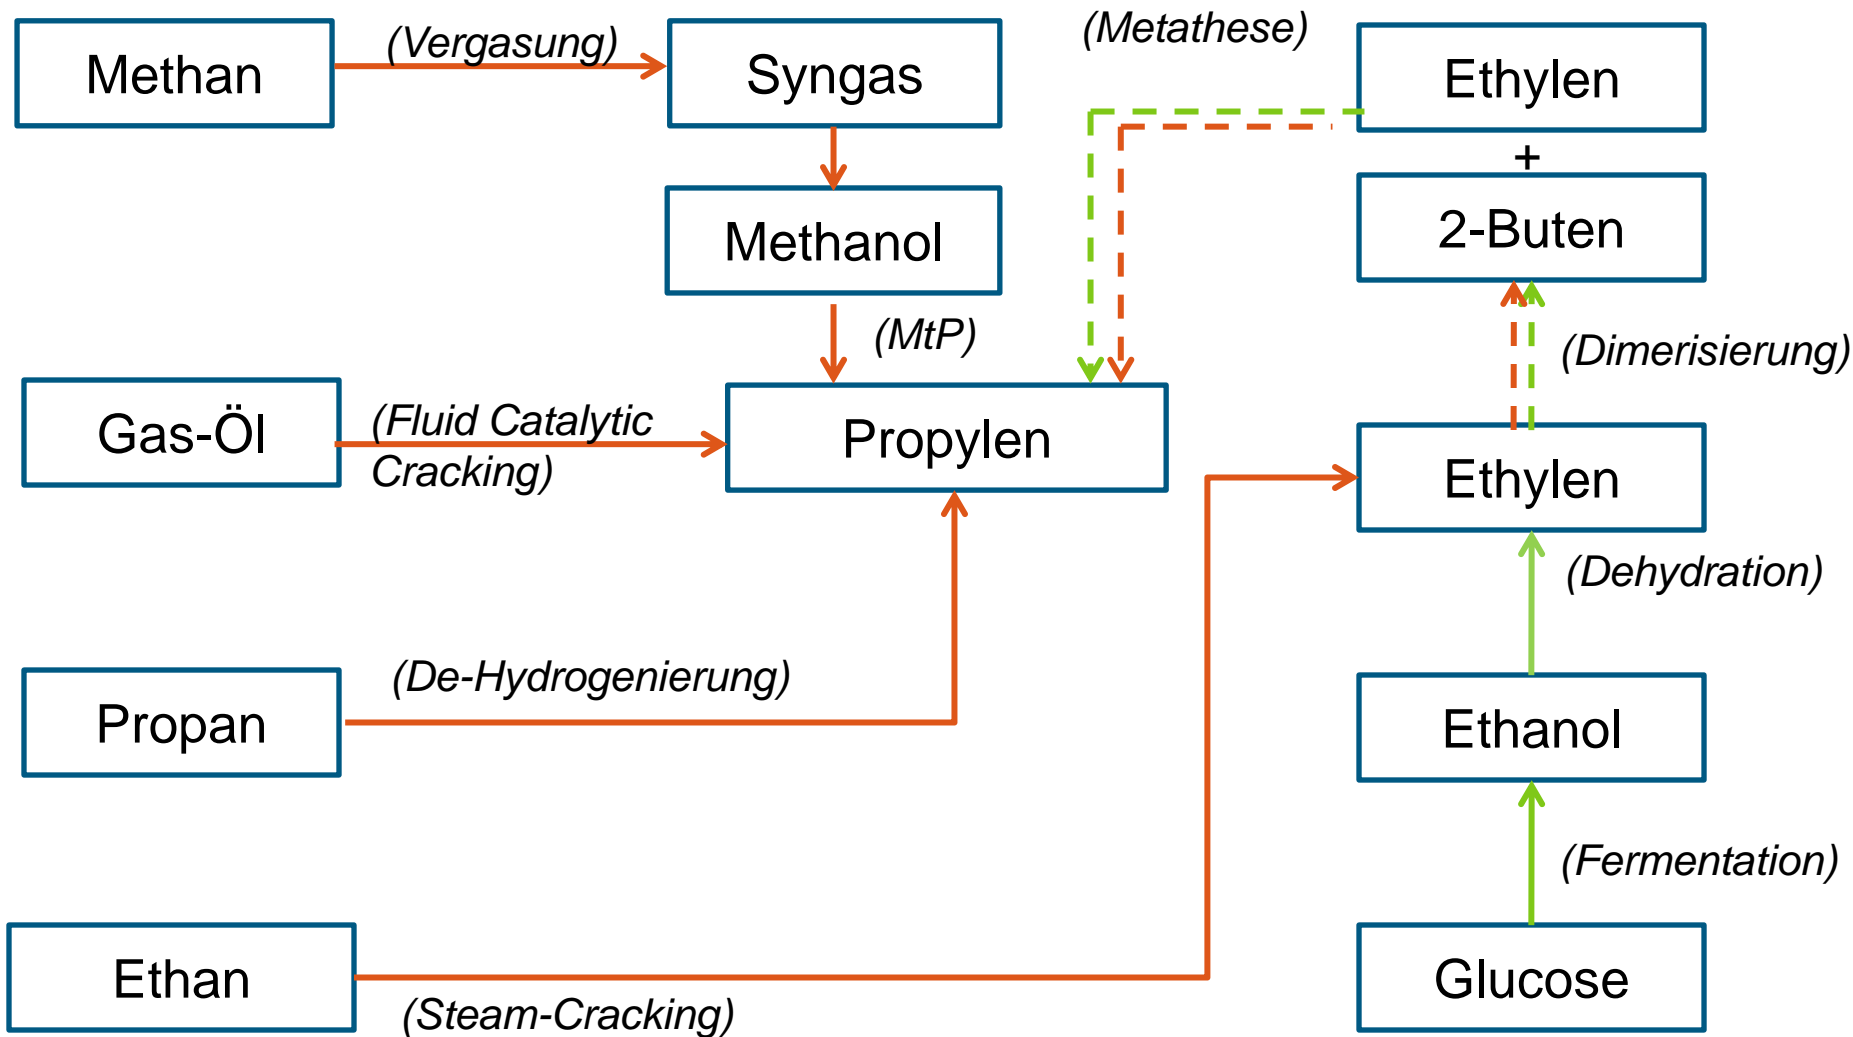 Methan
(Vergasung)
Syngas
(Metathese)
Ethylen
+
2-Buten
Methanol
(MtP)
(Dimerisierung)
Gas-Öl
(Fluid Catalytic
Cracking)
Propylen
Ethylen
(Dehydration)
Propan
(De-Hydrogenierung)
Ethanol
(Fermentation)
Ethan
(Steam-Cracking)
Glucose